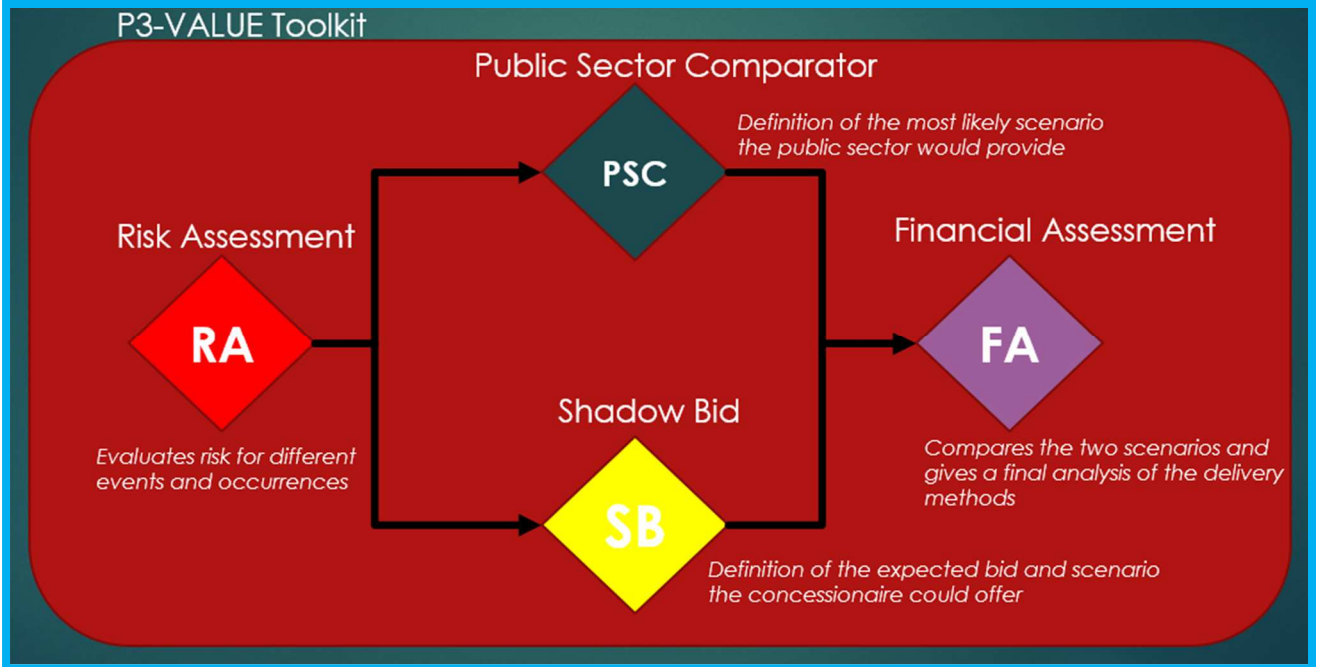 P3-VALUE Toolkit
Public Sector Comparator
PSC
Definition of the most likely scenario
the public sector would provide
Risk Assessment
RA
Evaluates risk for different
events and occurrences
Shadow Bid
SB
Definition of the expected bid and scenario
the concessionaire could offer
Financial Assessment
FA
Compares the two scenarios and
gives a final analysis of the delivery
methods